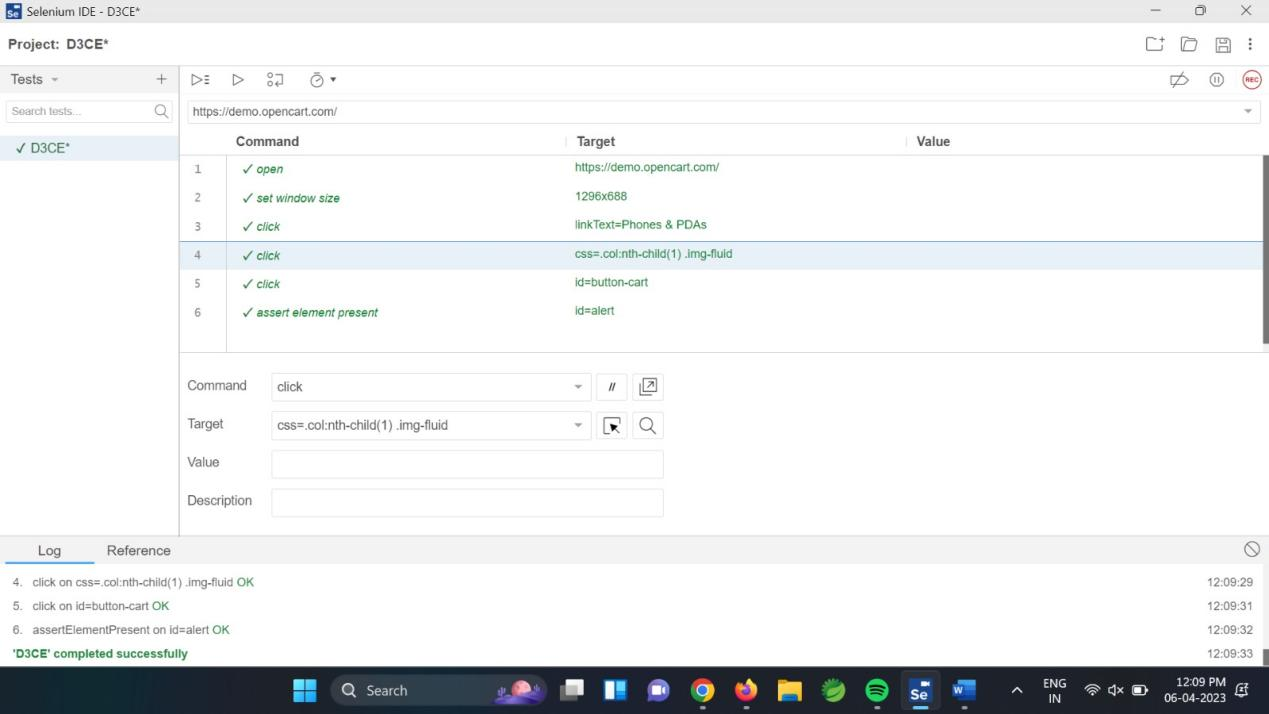 Selenium IDE - D3CE*
Project: D3CE*
Tests
Search tests...
✓ D3CE*
https://demo.opencart.com/
Command Target Value
1 ✓ open https://demo.opencart.com/
2 ✓ set window size 1296x688
3 ✓ click linkText=Phones & PDAs
4 ✓ click css=.col:nth-child(1) .img-fluid
5 ✓ click id=button-cart
6 ✓ assert element present id=alert
Command click //
Target css=.col:nth-child(1) .img-fluid
Value
Description
Log Reference
4. click on css=.col:nth-child(1) .img-fluid OK 12:09:29
5. click on id=button-cart OK 12:09:31
6. assertElementPresent on id=alert OK 12:09:32
'D3CE' completed successfully 12:09:33
REC
Se
Search
Se
W
ENG
IN
12:09 PM
06-04-2023